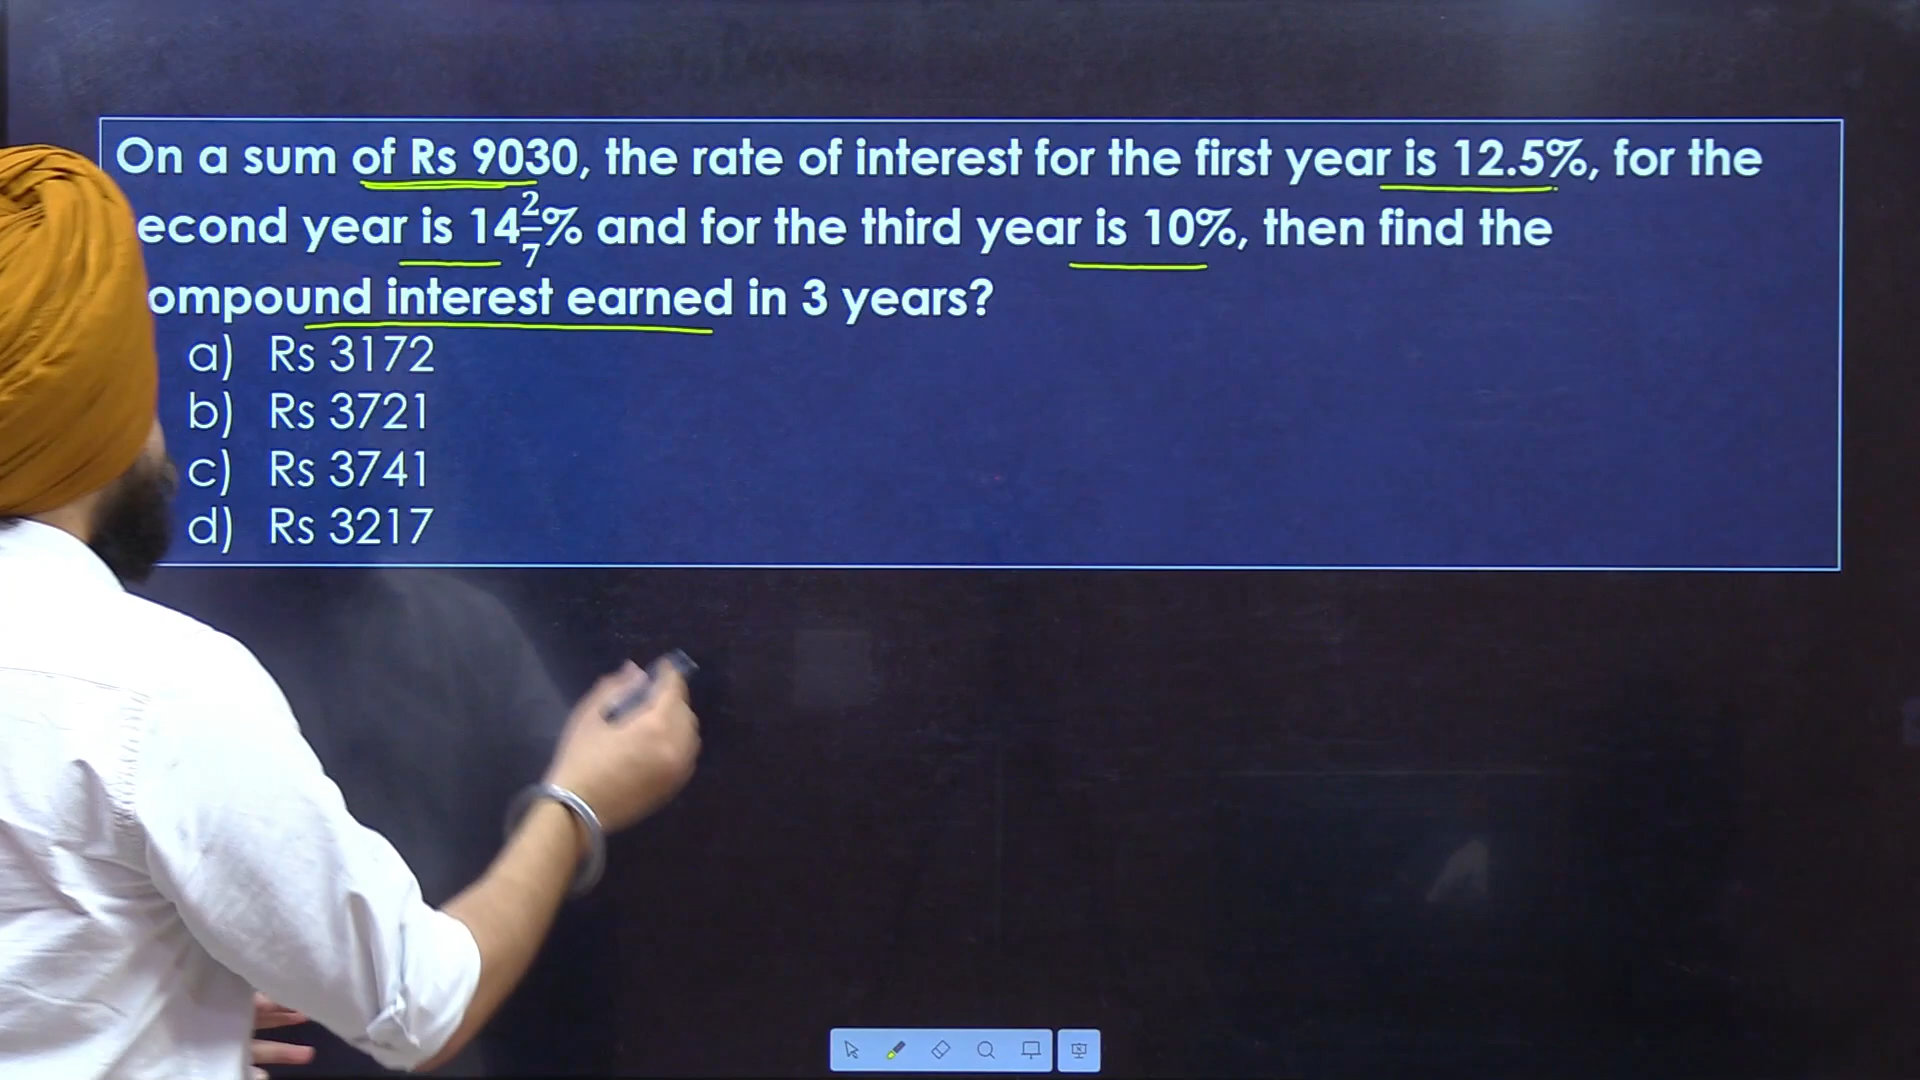 On a sum of Rs 9030, the rate of interest for the first year is 12.5%, for the
econd year is 14 2/7% and for the third year is 10%, then find the
ompound interest earned in 3 years?
a) Rs 3172
b) Rs 3721
c) Rs 3741
d) Rs 3217